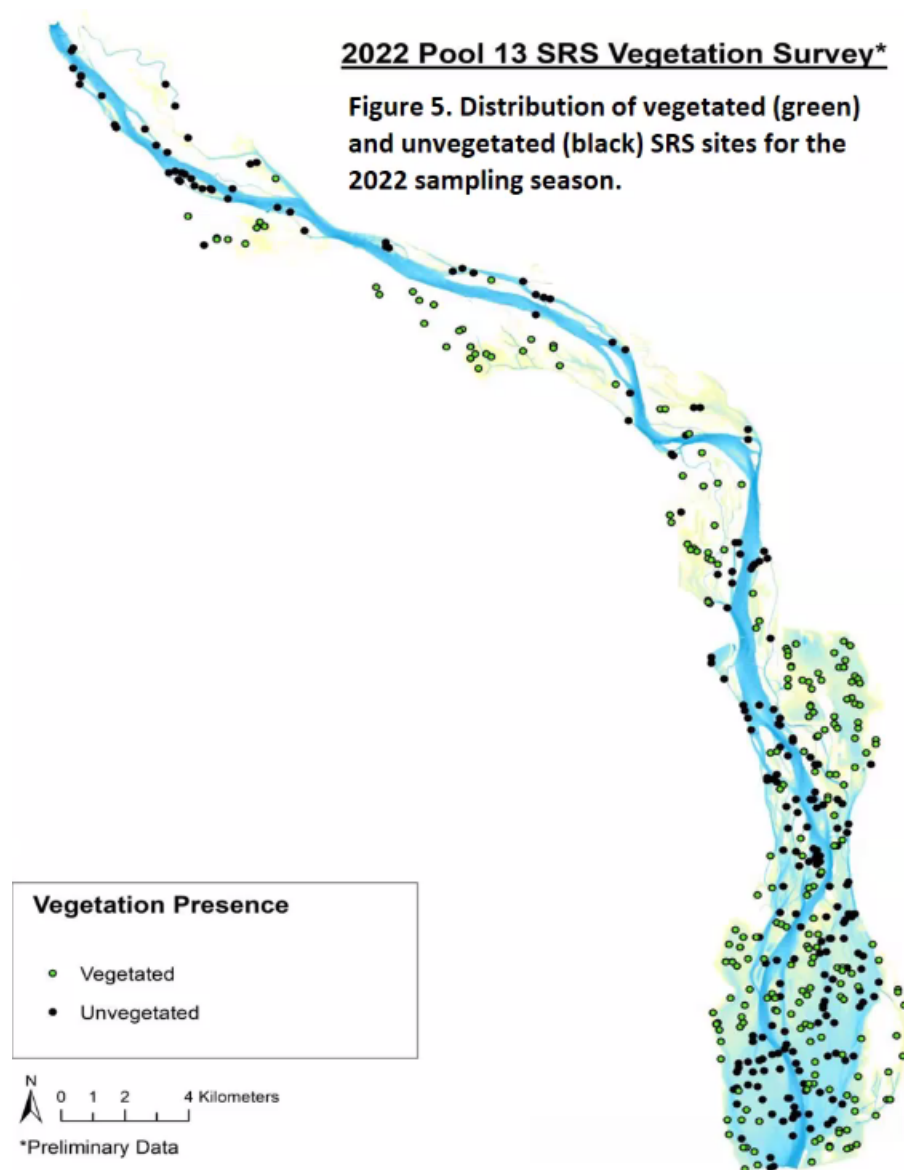 2022 Pool 13 SRS Vegetation Survey*
Figure 5. Distribution of vegetated (green)
and unvegetated (black) SRS sites for the
2022 sampling season.
Vegetation Presence
Vegetated
Unvegetated
N
0 1 2 4 Kilometers
*Preliminary Data